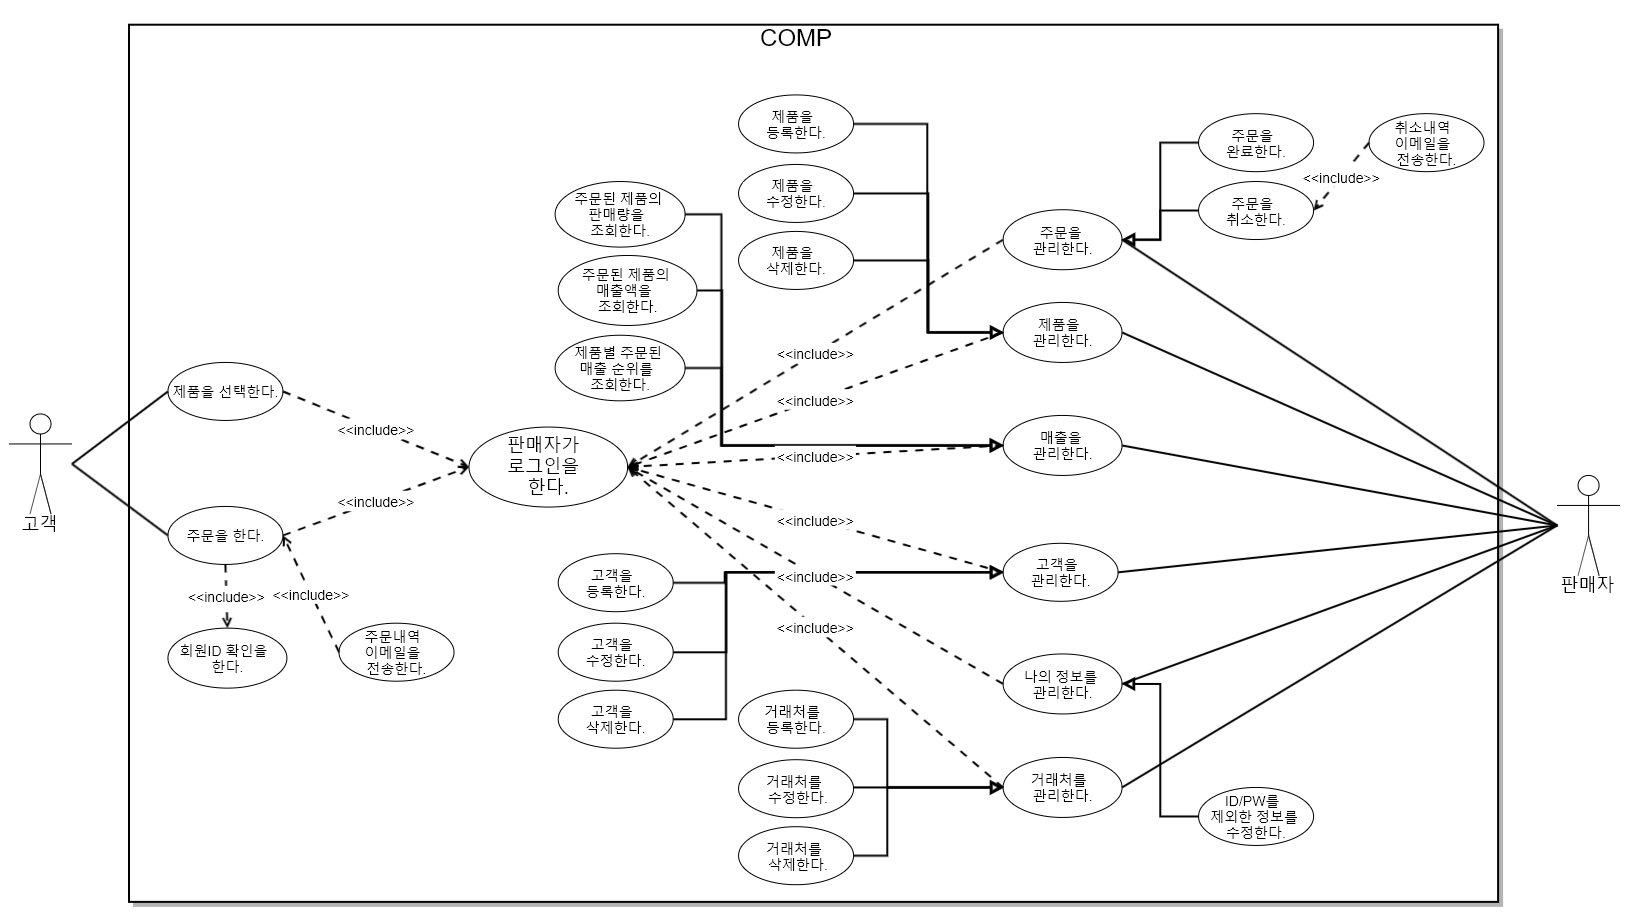 COMP
제품을
등록한다.
제품을
수정한다.
제품을
삭제한다.
주문을
완료한다.
취소내역
이메일을
전송한다.
<<include>>
주문을
취소한다.
주문된 제품의
판매량을
조회한다.
주문된 제품의
매출액을
조회한다.
제품별 주문된
매출 순위를
조회한다.
주문을
관리한다.
제품을
관리한다.
<<include>>
<<include>>
매출을
관리한다.
<<include>>
제품을 선택한다.
<<include>>
고객
판매자가
로그인을
한다.
<<include>>
주문을 한다.
<<include>>
<<include>>
회원ID 확인을
한다.
주문내역
이메일을
전송한다.
<<include>>
고객을
관리한다.
<<include>>
판매자
고객을
등록한다.
고객을
수정한다.
고객을
삭제한다.
<<include>>
나의 정보를
관리한다.
거래처를
등록한다.
거래처를
수정한다.
거래처를
삭제한다.
거래처를
관리한다.
ID/PW를
제외한 정보를
수정한다.